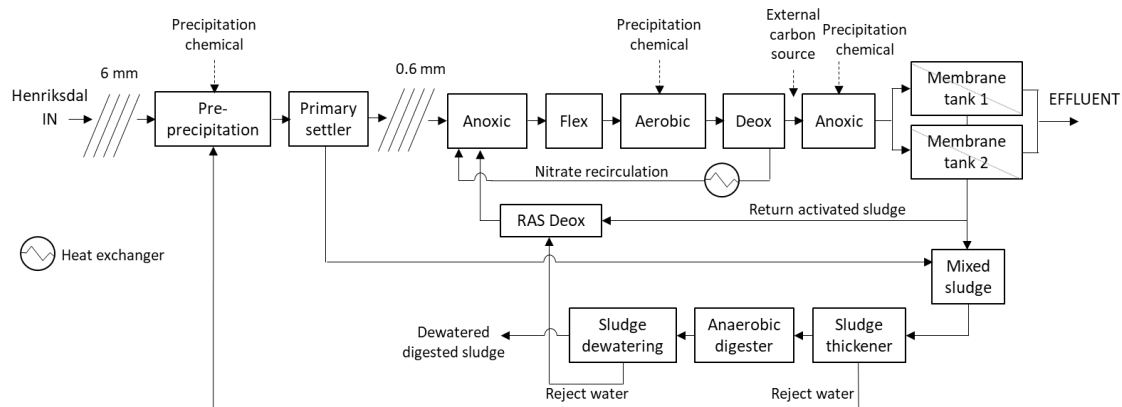 Precipitation
chemical
Precipitation
chemical
External
carbon
source
Precipitation
chemical
6 mm
0.6 mm
Henriksdal
IN
Pre-
precipitation
Primary
settler
Anoxic
Flex
Aerobic
Deox
Anoxic
Membrane
tank 1
Membrane
tank 2
EFFLUENT
Nitrate recirculation
RAS Deox
Return activated sludge
Heat exchanger
Mixed
sludge
Dewatered
digested sludge
Sludge
dewatering
Anaerobic
digester
Sludge
thickener
Reject water
Reject water